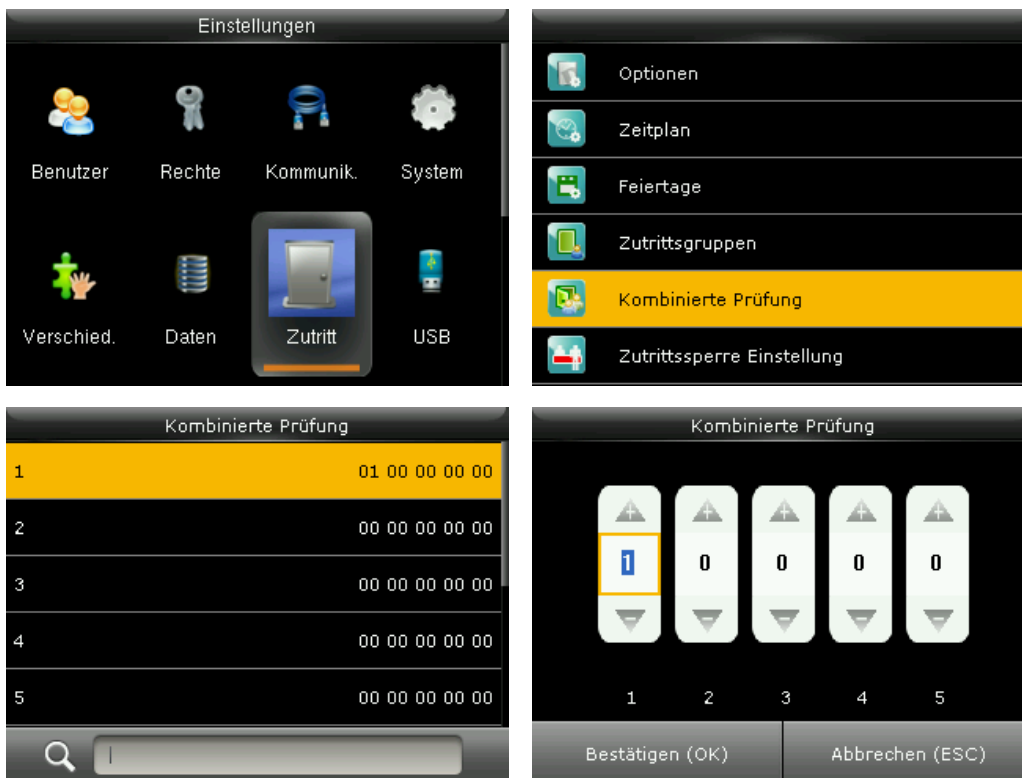 Einstellungen
Benutzer Rechte Kommunik. System
Verschied. Daten Zutritt USB
Optionen
Zeitplan
Feiertage
Zutrittsgruppen
Kombinierte Prüfung
Zutrittssperre Einstellung
Kombinierte Prüfung
1 01 00 00 00 00
2 00 00 00 00 00
3 00 00 00 00 00
4 00 00 00 00 00
5 00 00 00 00 00
Kombinierte Prüfung
1 0 0 0 0
1 2 3 4 5
Bestätigen (OK) Abbrechen (ESC)